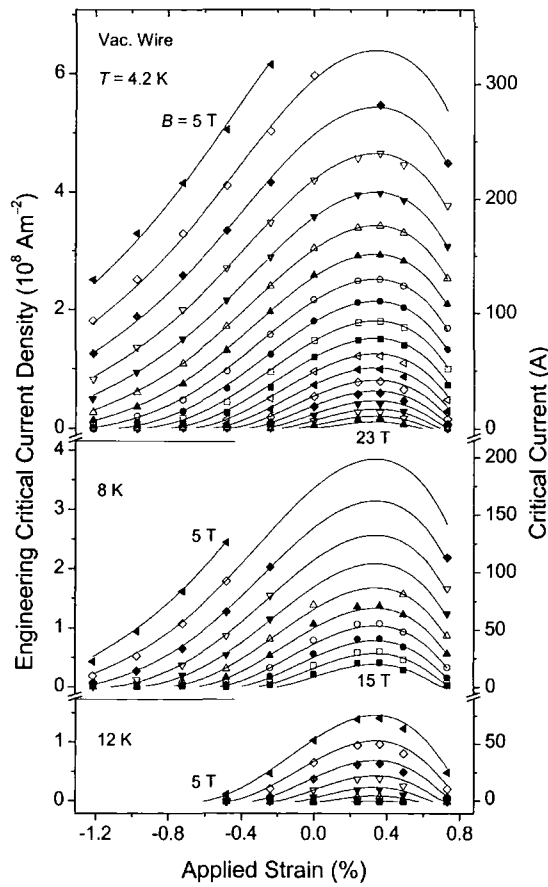 Vac. Wire
T = 4.2 K
B = 5 T
23 T
8 K
5 T
15 T
12 K
5 T
Engineering Critical Current Density (10⁸ Am⁻²)
Critical Current (A)
6
4
2
0
300
200
100
0
4
3
2
1
0
200
150
100
50
0
1
0
50
0
-1.2 -0.8 -0.4 0.0 0.4 0.8
Applied Strain (%)